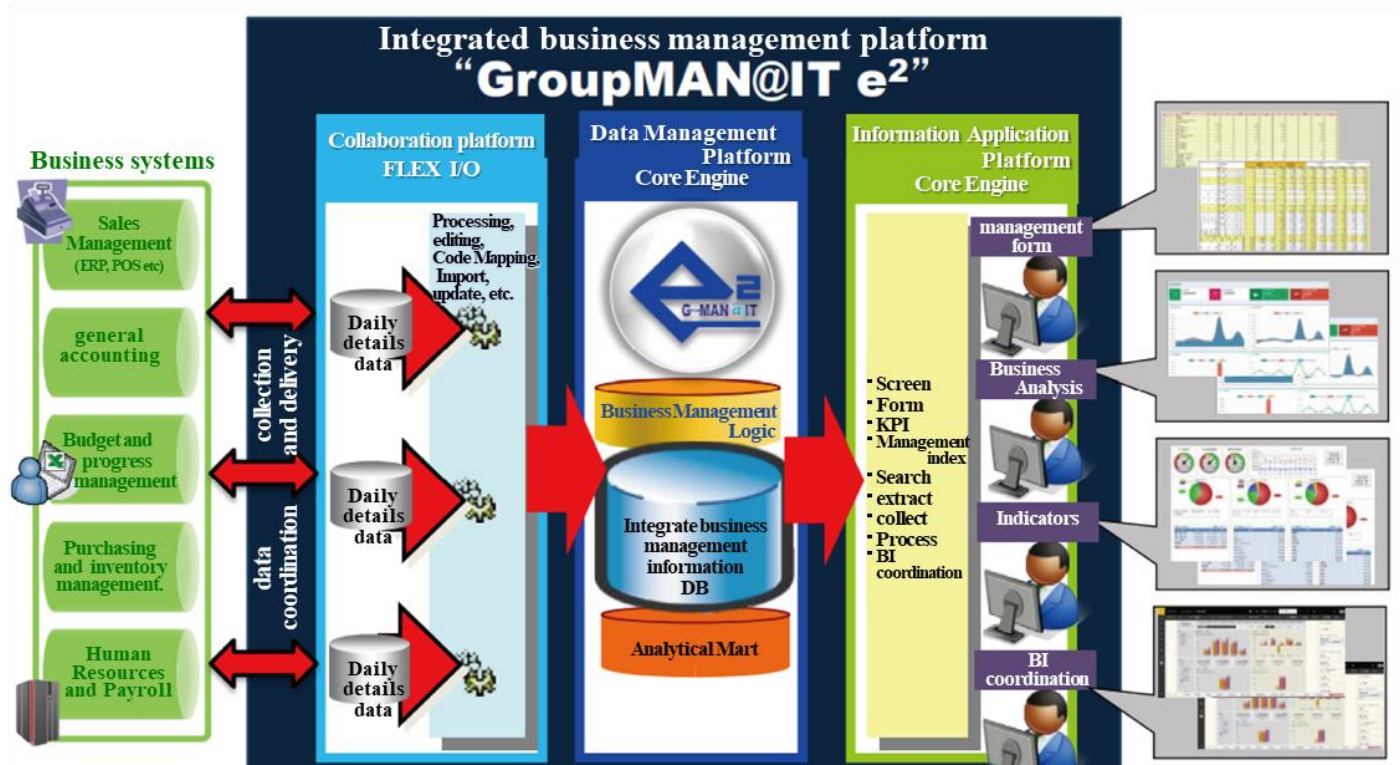 Integrated business management platform
“GroupMAN@IT e²”
Business systems
Sales
Management
(ERP, POS etc)
general
accounting
Budget and
progress
management
Purchasing
and inventory
management.
Human
Resources
and Payroll
collection
and delivery
data
coordination
Collaboration platform
FLEX I/O
Processing,
editing,
Code Mapping,
Import,
update, etc.
Daily
details
data
Daily
details
data
Daily
details
data
Data Management
Platform
Core Engine
e2
G-MAN@IT
Business Management
Logic
Integrate business
management
information
DB
Analytical Mart
Information Application
Platform
Core Engine
▪ Screen
▪ Form
▪ KPI
▪ Management
index
▪ Search
▪ extract
▪ collect
▪ Process
▪ BI
coordination
management
form
Business
Analysis
Indicators
BI
coordination